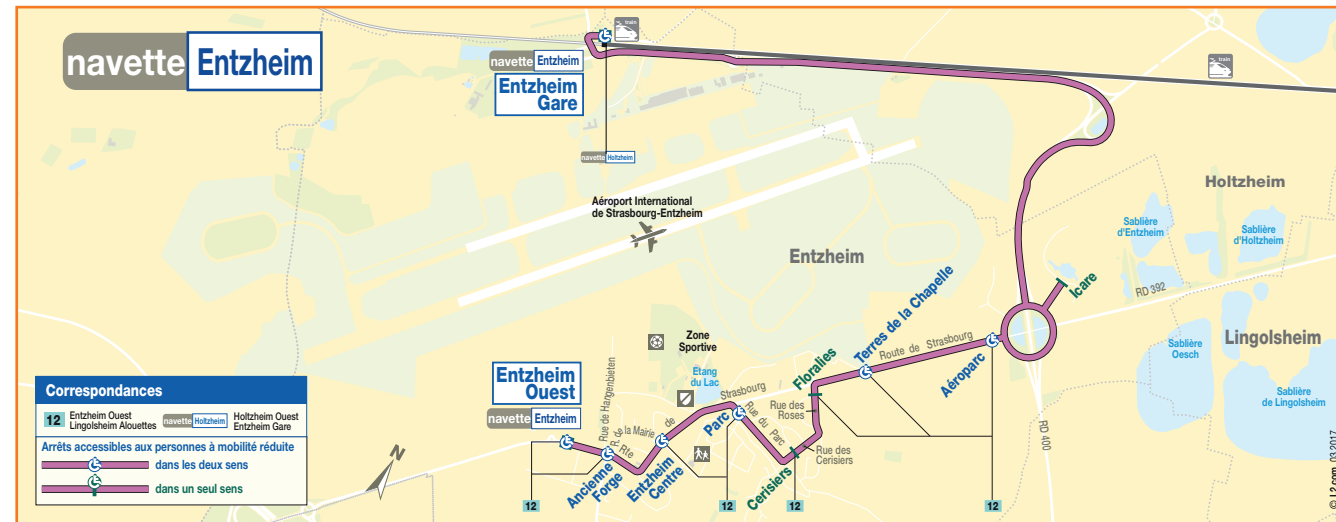 navette Entzheim
train
navette Entzheim
Entzheim
Gare
train
navette Holtzheim
Aéroport International
de Strasbourg-Entzheim
Entzheim
Holtzheim
Sablière
d'Entzheim
Sablière
d'Holtzheim
Icare
RD 392
Lingolsheim
Sablière
Oesch
Sablière
de Lingolsheim
RD 400
Terres de la Chapelle
Route de Strasbourg
Aéroparc
Floralies
Zone
Sportive
Etang
du Lac
Entzheim
Ouest
navette Entzheim
Rue de Hangenbieten
R. de la Mairie
Rte de Strasbourg
Parc
Rue du Parc
Rue des
Roses
Rue des
Cerisiers
Cerisiers
Ancienne
Forge
Entzheim
Centre
12
12
12
12
N
Correspondances
12 Entzheim Ouest
Lingolsheim Alouettes
navette Holtzheim Holtzheim Ouest
Entzheim Gare
Arrêts accessibles aux personnes à mobilité réduite
dans les deux sens
dans un seul sens
© L2.com 03.2017